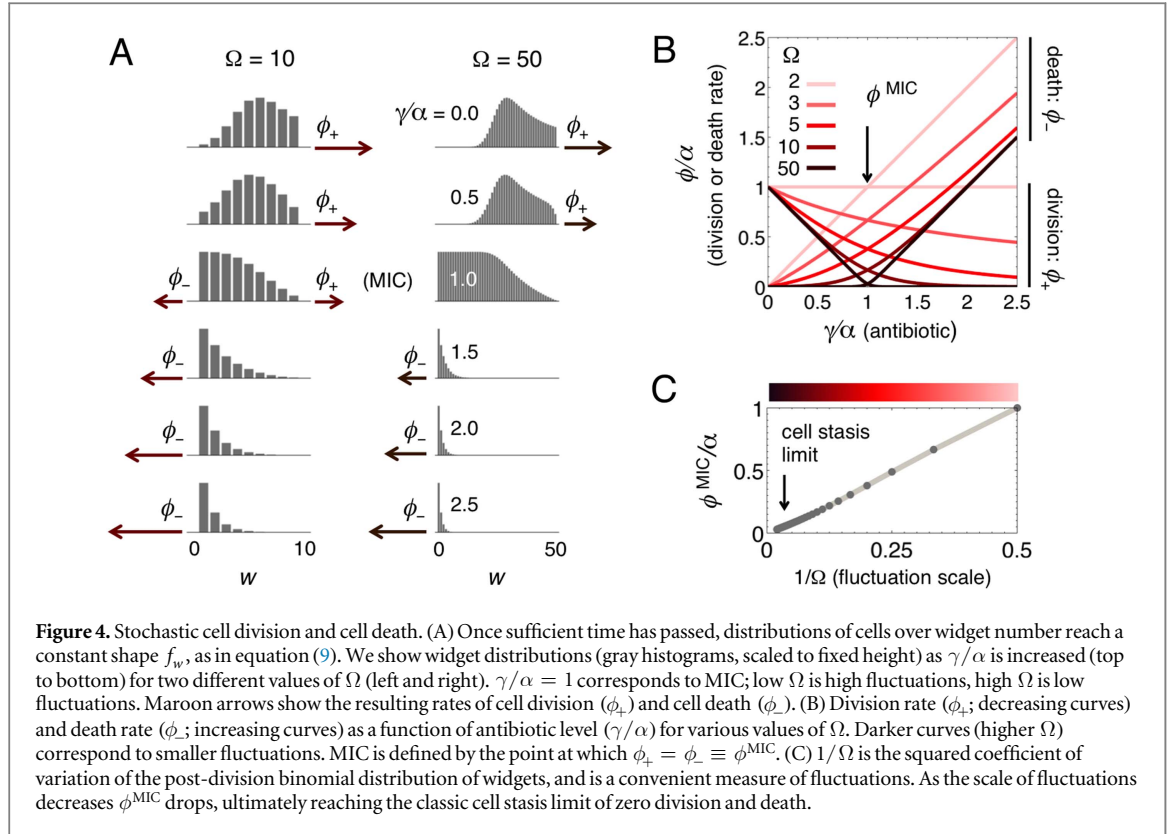 A
Ω = 10
Ω = 50
ϕ+
γ/α = 0.0
ϕ+
ϕ+
0.5
ϕ+
ϕ−
ϕ+
(MIC)
1.0
ϕ−
ϕ−
1.5
ϕ−
ϕ−
2.0
ϕ−
ϕ−
2.5
0
10
0
50
w
w
B
ϕ/α
(division or death rate)
2.5
2
1.5
1
0.5
0
Ω
2
3
5
10
50
ϕ MIC
death: ϕ−
division: ϕ+
0
0.5
1
1.5
2
2.5
γ/α (antibiotic)
C
ϕ MIC/α
1
0.5
0
cell stasis
limit
0
0.25
0.5
1/Ω (fluctuation scale)
Figure 4. Stochastic cell division and cell death. (A) Once sufficient time has passed, distributions of cells over widget number reach a
constant shape fw, as in equation (9). We show widget distributions (gray histograms, scaled to fixed height) as γ/α is increased (top
to bottom) for two different values of Ω (left and right). γ/α = 1 corresponds to MIC; low Ω is high fluctuations, high Ω is low
fluctuations. Maroon arrows show the resulting rates of cell division (ϕ+) and cell death (ϕ−). (B) Division rate (ϕ+; decreasing curves)
and death rate (ϕ−; increasing curves) as a function of antibiotic level (γ/α) for various values of Ω. Darker curves (higher Ω)
correspond to smaller fluctuations. MIC is defined by the point at which ϕ+ = ϕ− ≡ ϕMIC. (C) 1/Ω is the squared coefficient of
variation of the post-division binomial distribution of widgets, and is a convenient measure of fluctuations. As the scale of fluctuations
decreases ϕMIC drops, ultimately reaching the classic cell stasis limit of zero division and death.